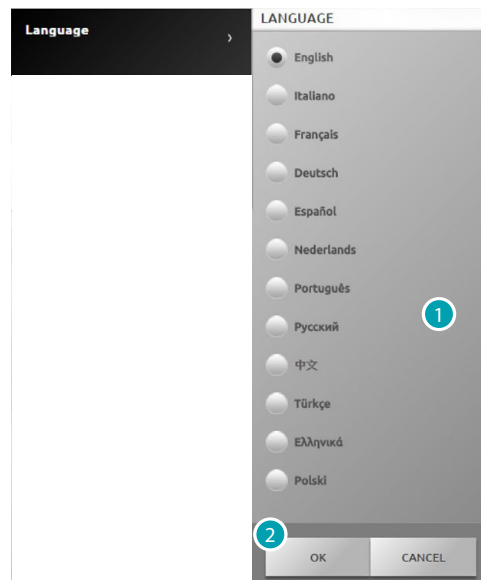 Language
›
LANGUAGE
English
Italiano
Français
Deutsch
Español
Nederlands
Português
1
Русский
中文
Türkçe
Ελληνικά
Polski
2
OK
CANCEL